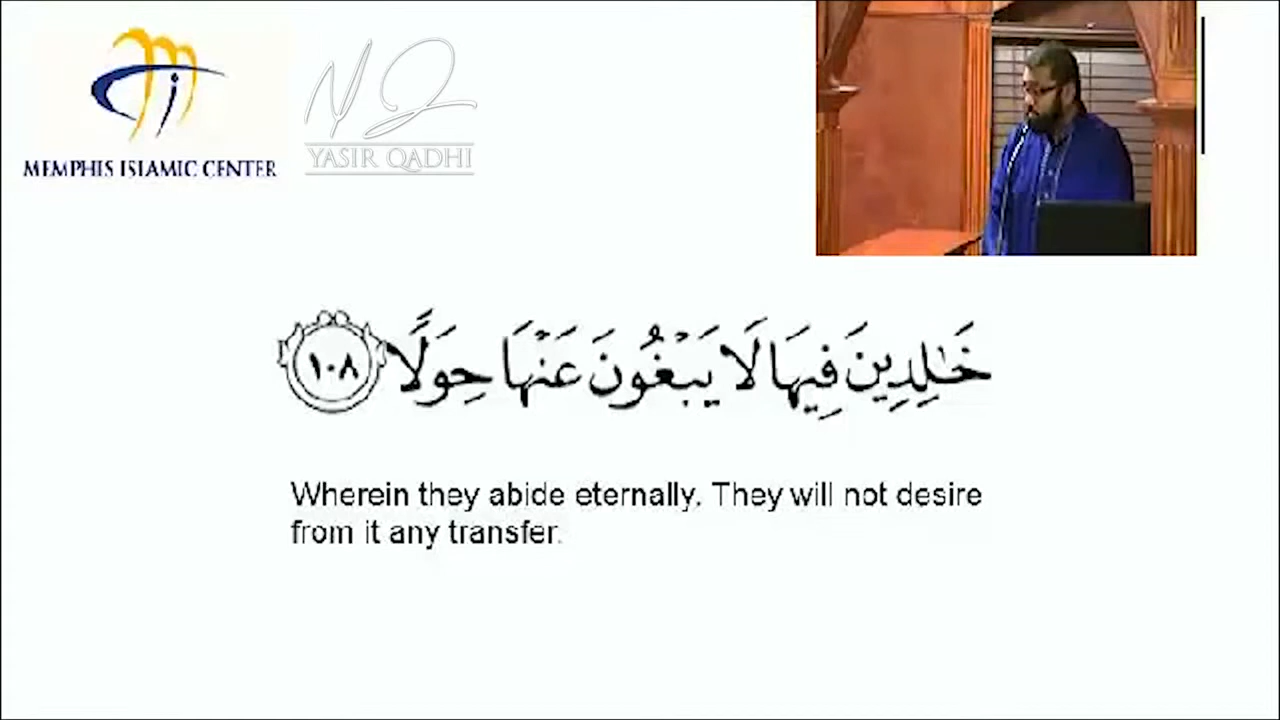 MEMPHIS ISLAMIC CENTER
YASIR QADHI
خَٰلِدِينَ فِيهَا لَا يَبْغُونَ عَنْهَا حِوَلًا ١٠٨
Wherein they abide eternally. They will not desire
from it any transfer.